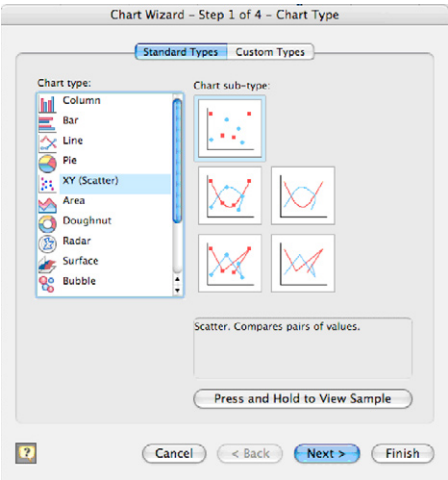 Chart Wizard – Step 1 of 4 – Chart Type
Standard Types Custom Types
Chart type:
Column
Bar
Line
Pie
XY (Scatter)
Area
Doughnut
Radar
Surface
Bubble
Chart sub-type:
Scatter. Compares pairs of values.
Press and Hold to View Sample
? Cancel < Back Next > Finish